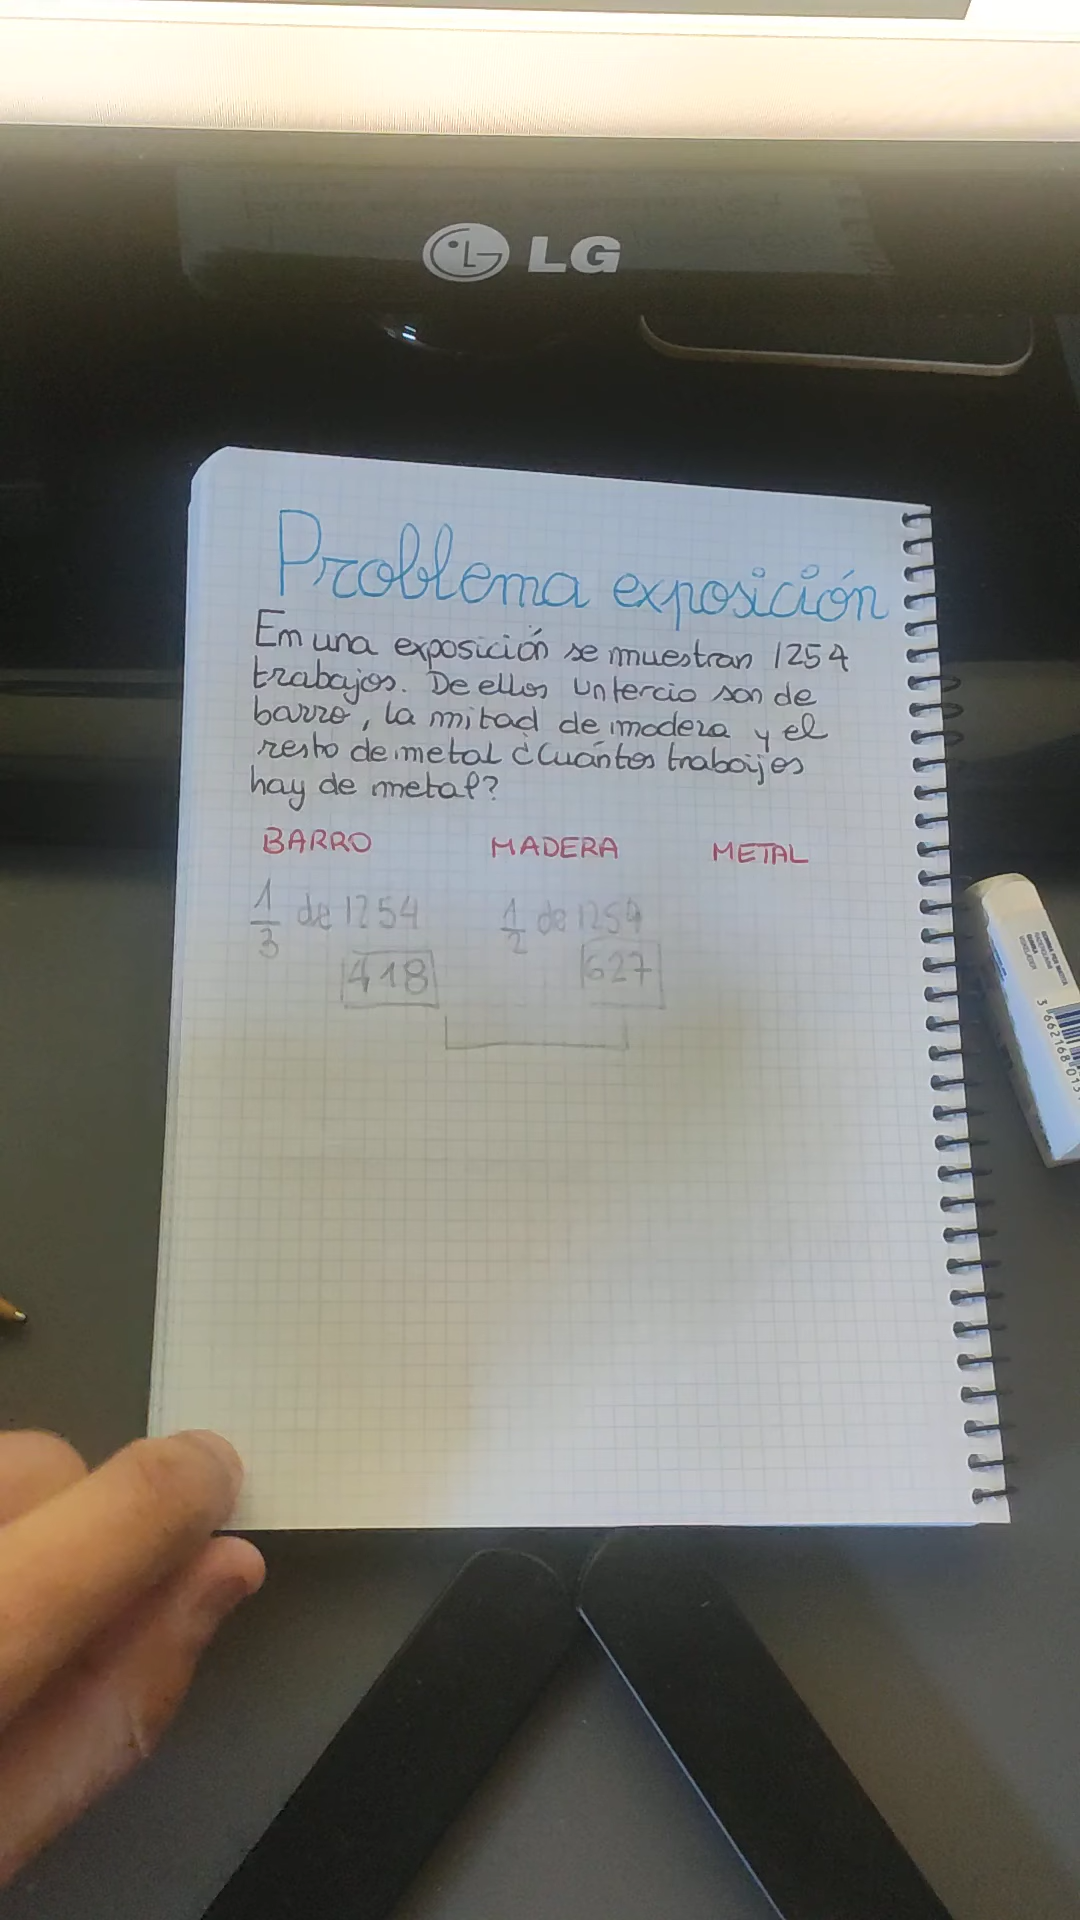 LG
Problema exposición
En una exposición se muestran 1254
trabajos. De ellos un tercio son de
barro, la mitad de madera y el
resto de metal ¿Cuántos trabajos
hay de metal?
BARRO MADERA METAL
1/3 de 1254 1/2 de 1254
418 627